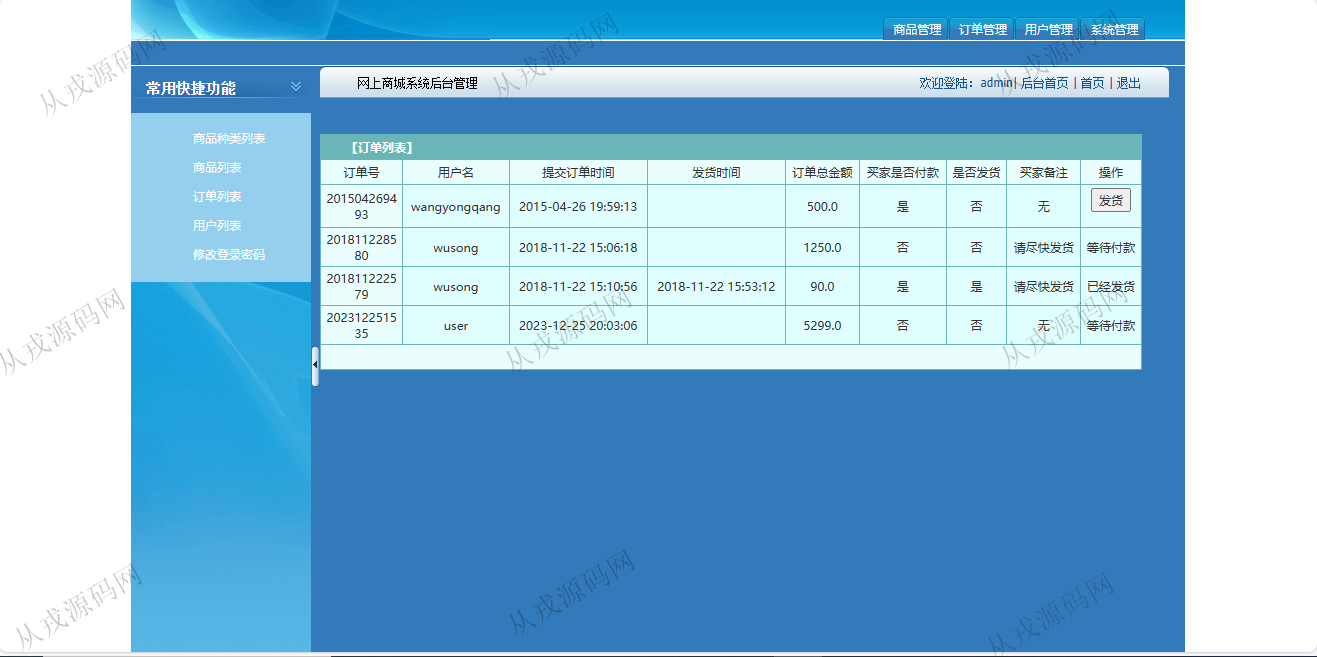 商品管理 订单管理 用户管理 系统管理
常用快捷功能
网上商城系统后台管理 欢迎登陆：admin| 后台首页 | 首页 | 退出
商品种类列表
商品列表
订单列表
用户列表
修改登录密码
【订单列表】
订单号 用户名 提交订单时间 发货时间 订单总金额 买家是否付款 是否发货 买家备注 操作
2015042694
93 wangyongqang 2015-04-26 19:59:13 500.0 是 否 无 发货
2018112285
80 wusong 2018-11-22 15:06:18 1250.0 否 否 请尽快发货 等待付款
2018112225
79 wusong 2018-11-22 15:10:56 2018-11-22 15:53:12 90.0 是 是 请尽快发货 已经发货
2023122515
35 user 2023-12-25 20:03:06 5299.0 否 否 无 等待付款
从戎源码网
从戎源码网
从戎源码网
从戎源码网
从戎源码网
从戎源码网
从戎源码网
从戎源码网
从戎源码网